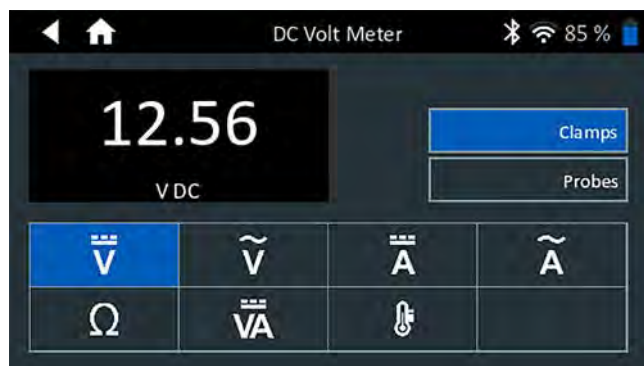 DC Volt Meter 85 %
12.56
V DC
Clamps
Probes
V V A A
Ω VA